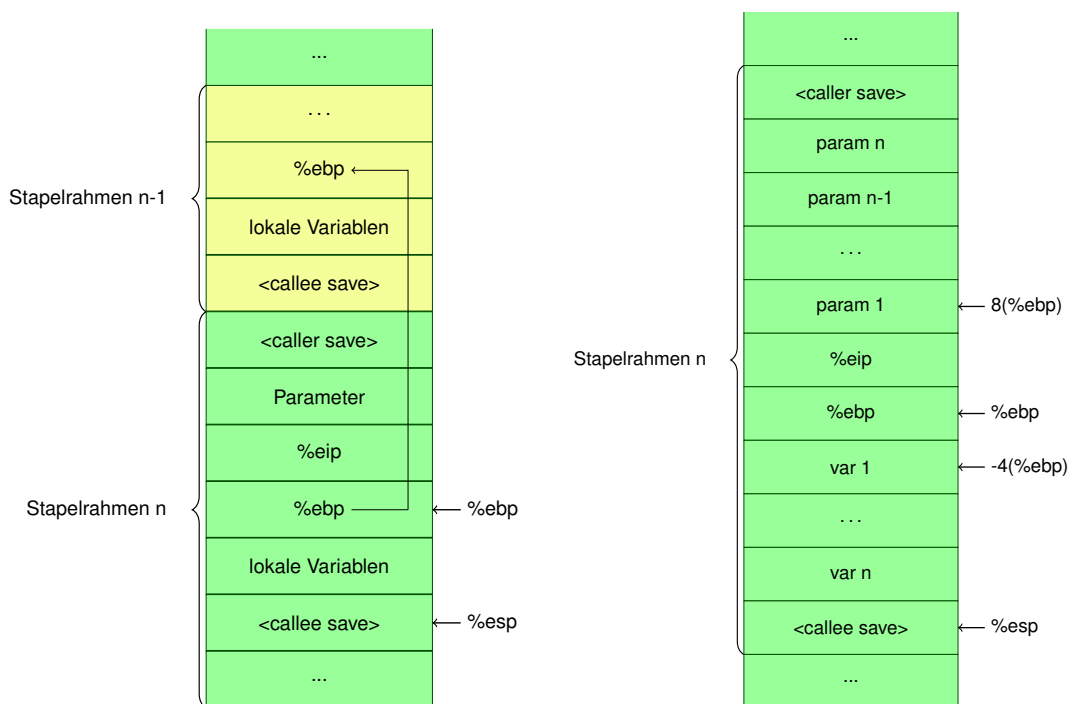 ...
. . .
%ebp
Stapelrahmen n-1
lokale Variablen
<callee save>
<caller save>
Parameter
%eip
Stapelrahmen n
%ebp
%ebp
lokale Variablen
<callee save>
%esp
...
...
<caller save>
param n
param n-1
. . .
param 1
8(%ebp)
Stapelrahmen n
%eip
%ebp
%ebp
var 1
-4(%ebp)
. . .
var n
<callee save>
%esp
...